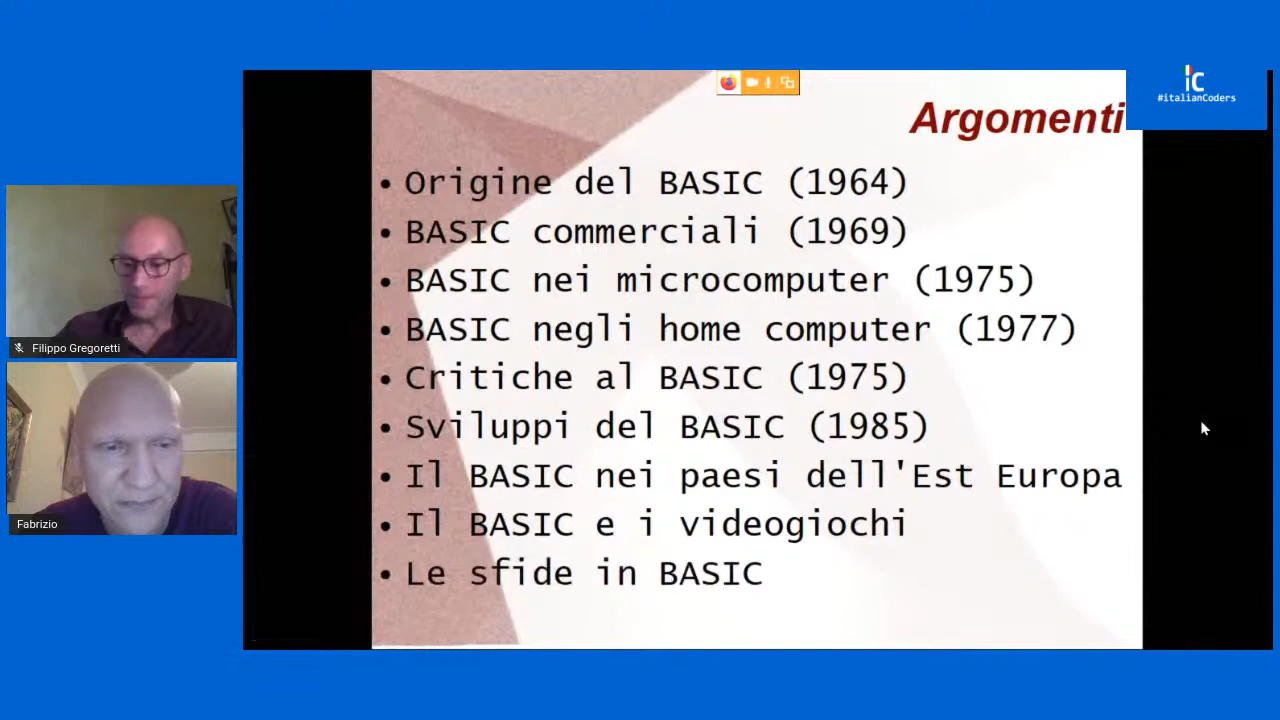 iC
#italianCoders
Argomenti
• Origine del BASIC (1964)
• BASIC commerciali (1969)
• BASIC nei microcomputer (1975)
• BASIC negli home computer (1977)
• Critiche al BASIC (1975)
• Sviluppi del BASIC (1985)
• Il BASIC nei paesi dell'Est Europa
• Il BASIC e i videogiochi
• Le sfide in BASIC
Filippo Gregoretti
Fabrizio